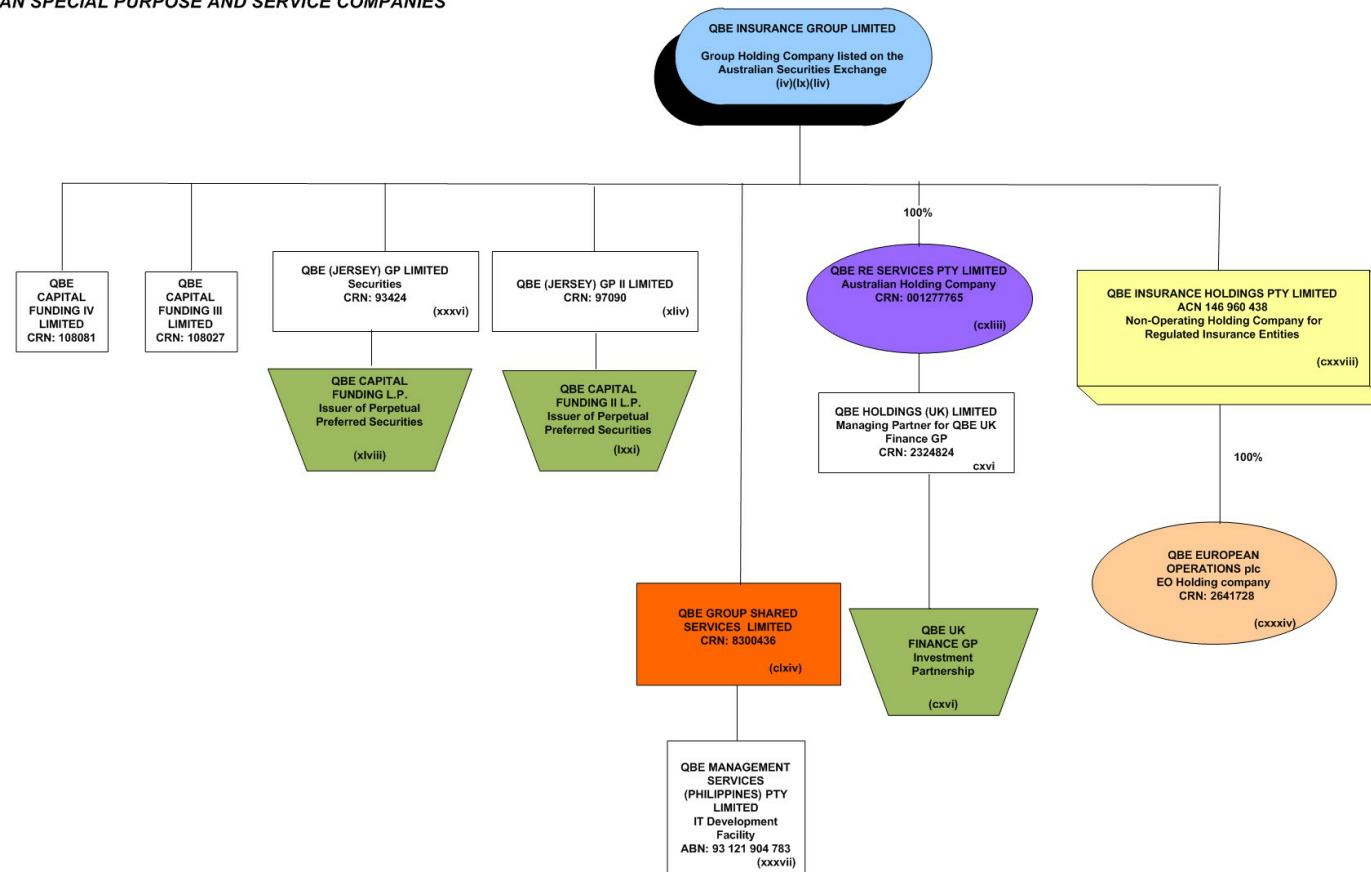 AN SPECIAL PURPOSE AND SERVICE COMPANIES
QBE INSURANCE GROUP LIMITED
Group Holding Company listed on the
Australian Securities Exchange
(iv)(lx)(liv)
100%
QBE
CAPITAL
FUNDING IV
LIMITED
CRN: 108081
QBE
CAPITAL
FUNDING III
LIMITED
CRN: 108027
QBE (JERSEY) GP LIMITED
Securities
CRN: 93424
(xxxvi)
QBE (JERSEY) GP II LIMITED
CRN: 97090
(xliv)
QBE RE SERVICES PTY LIMITED
Australian Holding Company
CRN: 001277765
(cxliii)
QBE INSURANCE HOLDINGS PTY LIMITED
ACN 146 960 438
Non-Operating Holding Company for
Regulated Insurance Entities
(cxxviii)
QBE CAPITAL
FUNDING L.P.
Issuer of Perpetual
Preferred Securities
(xlviii)
QBE CAPITAL
FUNDING II L.P.
Issuer of Perpetual
Preferred Securities
(lxxi)
QBE HOLDINGS (UK) LIMITED
Managing Partner for QBE UK
Finance GP
CRN: 2324824
cxvi
100%
QBE EUROPEAN
OPERATIONS plc
EO Holding company
CRN: 2641728
(cxxxiv)
QBE GROUP SHARED
SERVICES LIMITED
CRN: 8300436
(clxiv)
QBE UK
FINANCE GP
Investment
Partnership
(cxvi)
QBE MANAGEMENT
SERVICES
(PHILIPPINES) PTY
LIMITED
IT Development
Facility
ABN: 93 121 904 783
(xxxvii)